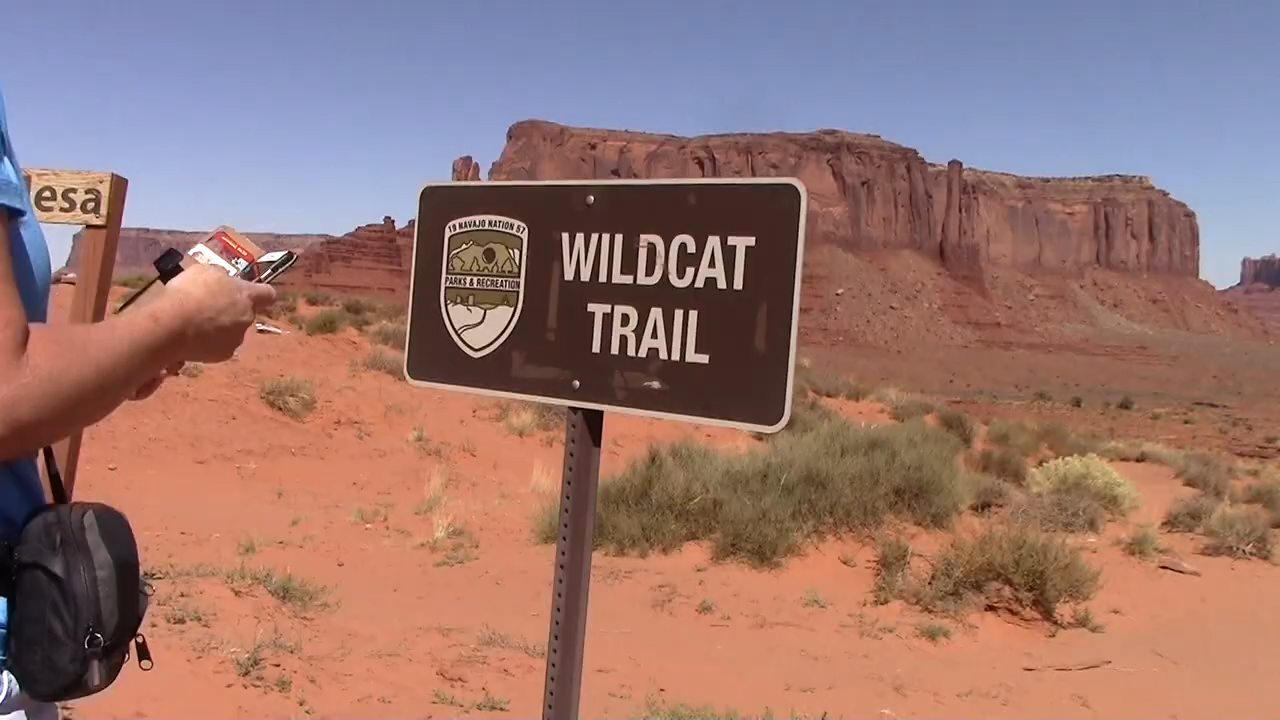 esa
19 NAVAJO NATION 57
PARKS & RECREATION
WILDCAT
TRAIL